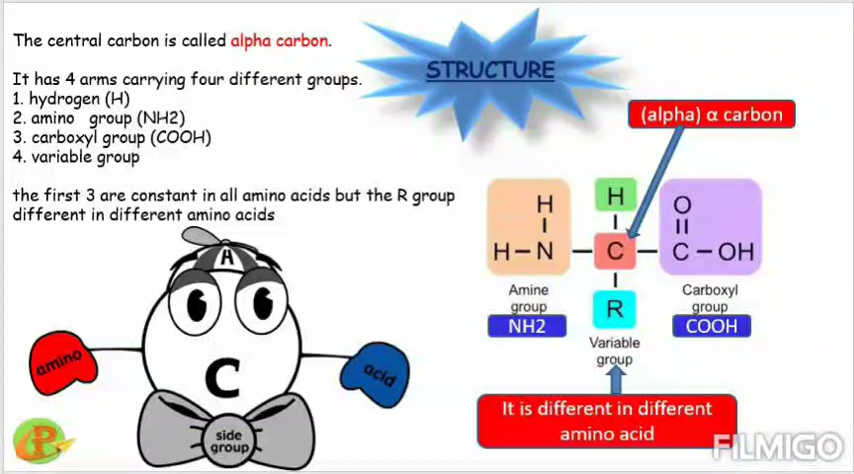 The central carbon is called alpha carbon.
It has 4 arms carrying four different groups.
1. hydrogen (H)
2. amino group (NH2)
3. carboxyl group (COOH)
4. variable group
the first 3 are constant in all amino acids but the R group
different in different amino acids
STRUCTURE
(alpha) α carbon
H
H
O
H-N
C
C-OH
R
Amine
group
NH2
Carboxyl
group
COOH
Variable
group
It is different in different
amino acid
H
amino
C
acid
side
group
P
FILMIGO